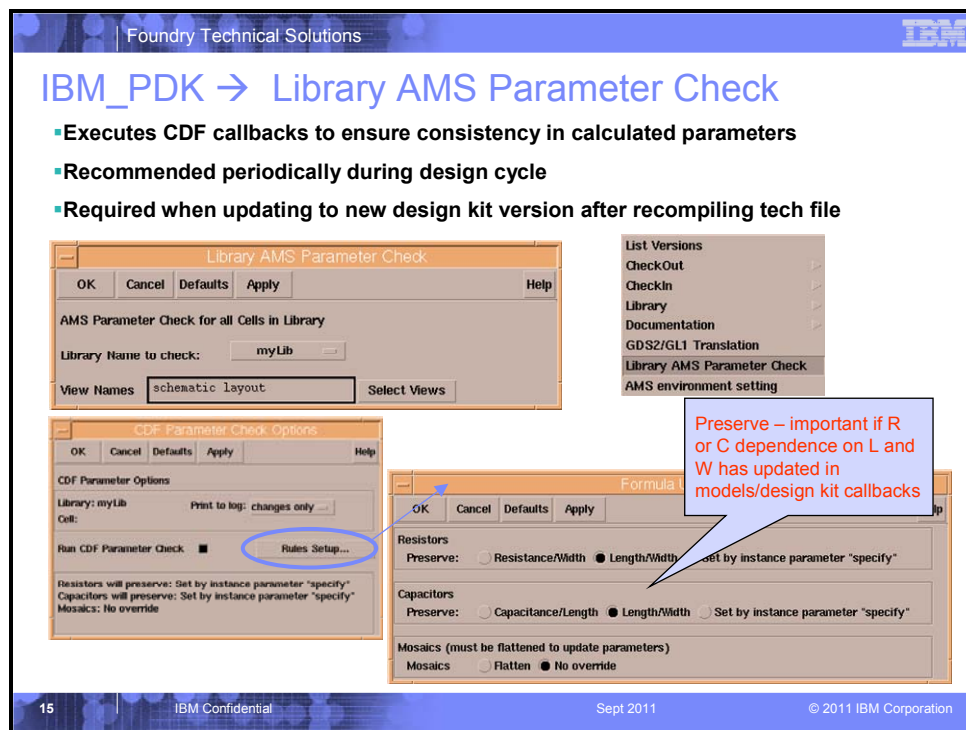 Foundry Technical Solutions
IBM
IBM_PDK → Library AMS Parameter Check
▪Executes CDF callbacks to ensure consistency in calculated parameters
▪Recommended periodically during design cycle
▪Required when updating to new design kit version after recompiling tech file
Library AMS Parameter Check
OK Cancel Defaults Apply Help
AMS Parameter Check for all Cells in Library
Library Name to check: myLib
View Names schematic layout Select Views
List Versions
CheckOut
CheckIn
Library
Documentation
GDS2/GL1 Translation
Library AMS Parameter Check
AMS environment setting
CDF Parameter Check Options
OK Cancel Defaults Apply Help
CDF Parameter Options
Library: myLib Print to log: changes only
Cell:
Run CDF Parameter Check Rules Setup...
Resistors will preserve: Set by instance parameter "specify"
Capacitors will preserve: Set by instance parameter "specify"
Mosaics: No override
Preserve – important if R
or C dependence on L and
W has updated in
models/design kit callbacks
Formula
OK Cancel Defaults Apply
Resistors
Preserve: Resistance/Width Length/Width Set by instance parameter "specify"
Capacitors
Preserve: Capacitance/Length Length/Width Set by instance parameter "specify"
Mosaics (must be flattened to update parameters)
Mosaics Flatten No override
15 IBM Confidential Sept 2011 © 2011 IBM Corporation